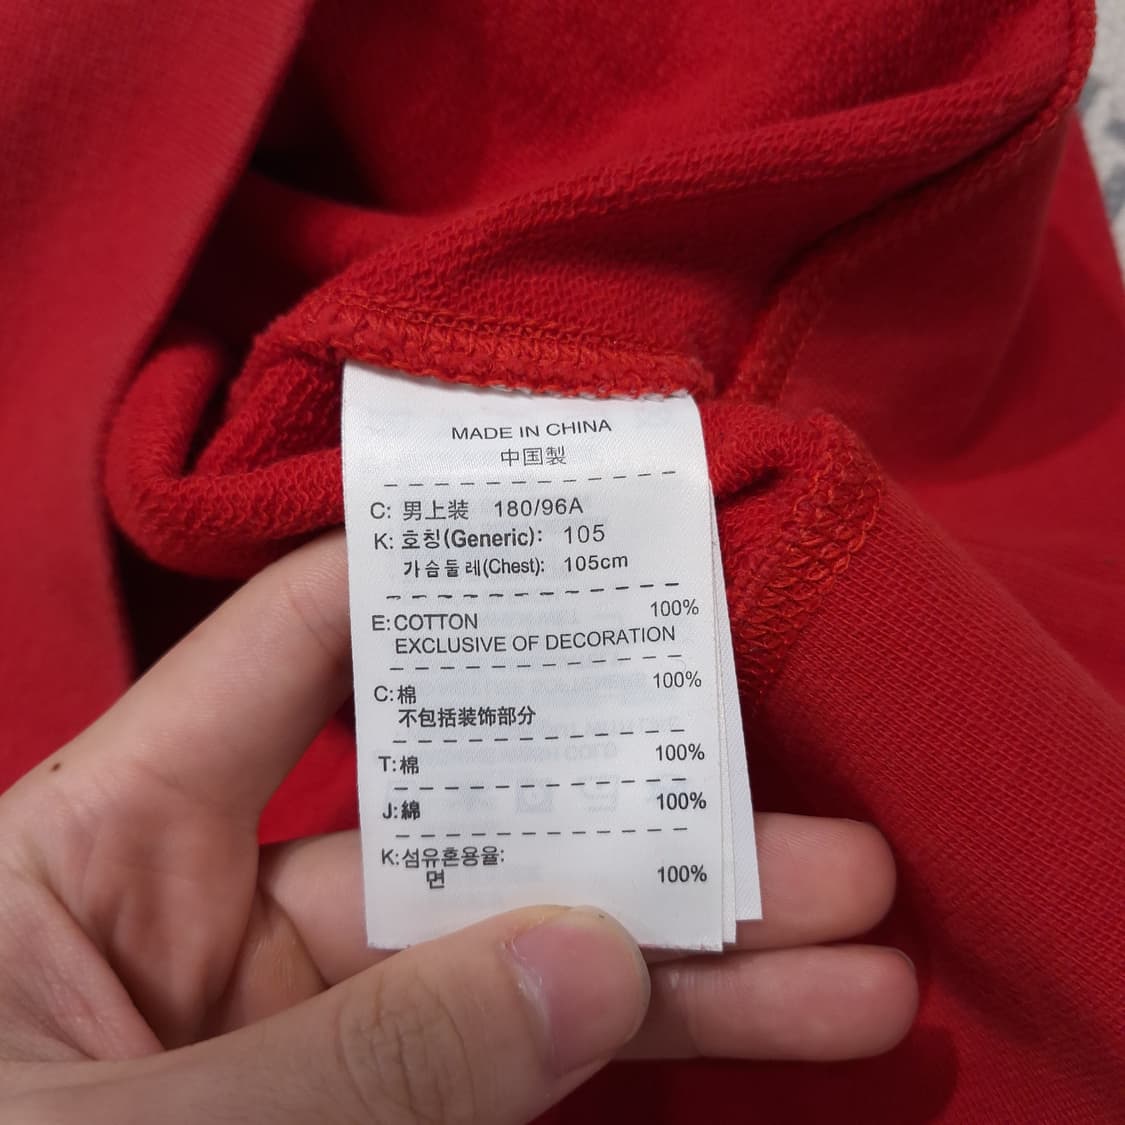 MADE IN CHINA
中国製
C: 男上装 180/96A
K: 호칭(Generic): 105
가슴둘레(Chest): 105cm
E: COTTON 100%
EXCLUSIVE OF DECORATION
C: 棉 100%
不包括装饰部分
T: 棉 100%
J: 綿 100%
K: 섬유혼용율:
면 100%